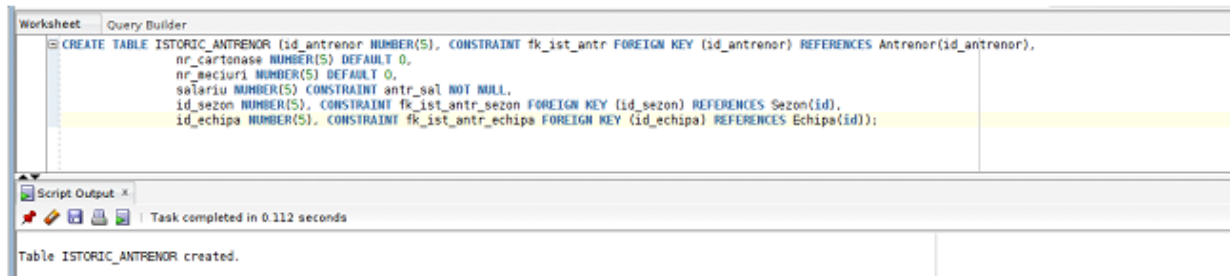 Worksheet Query Builder
CREATE TABLE ISTORIC_ANTRENOR (id_antrenor NUMBER(5), CONSTRAINT fk_ist_antr FOREIGN KEY (id_antrenor) REFERENCES Antrenor(id_antrenor),
nr_cartonase NUMBER(5) DEFAULT 0,
nr_meciuri NUMBER(5) DEFAULT 0,
salariu NUMBER(5) CONSTRAINT antr_sal NOT NULL,
id_sezon NUMBER(5), CONSTRAINT fk_ist_antr_sezon FOREIGN KEY (id_sezon) REFERENCES Sezon(id),
id_echipa NUMBER(5), CONSTRAINT fk_ist_antr_echipa FOREIGN KEY (id_echipa) REFERENCES Echipa(id));
Script Output x
Task completed in 0.112 seconds
Table ISTORIC_ANTRENOR created.